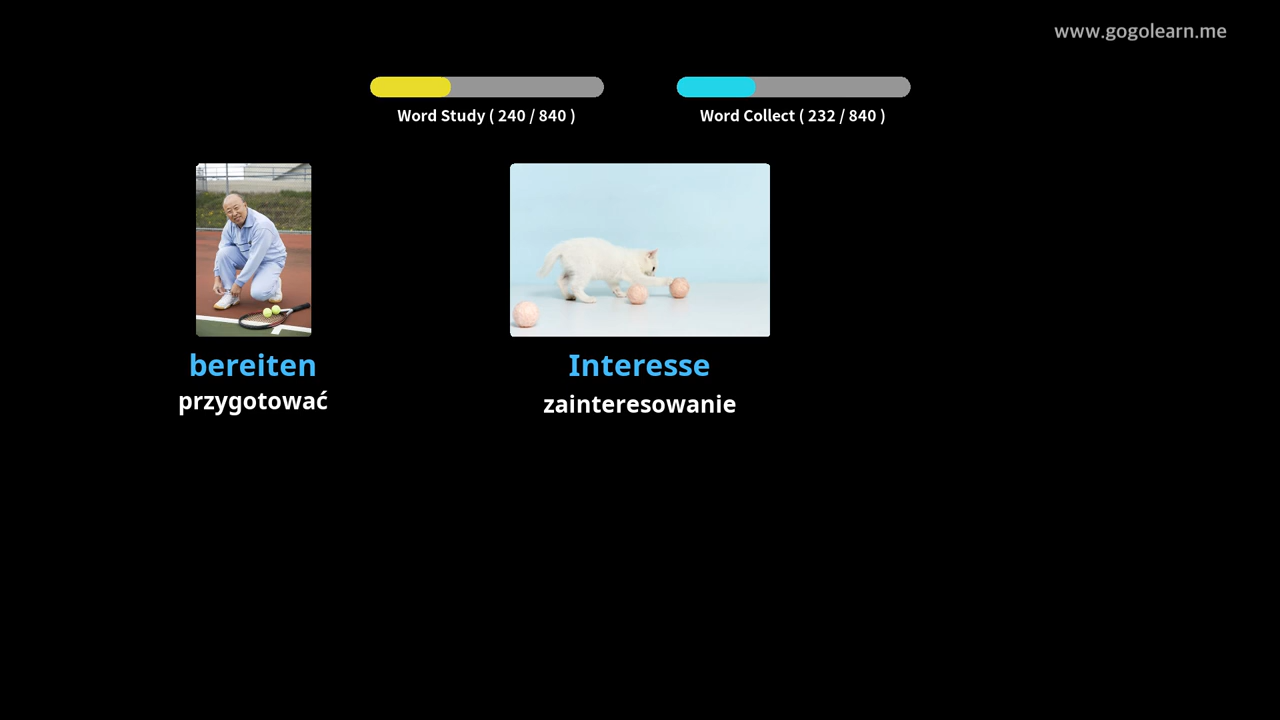 www.gogolearn.me
Word Study ( 240 / 840 )
Word Collect ( 232 / 840 )
bereiten
przygotować
Interesse
zainteresowanie